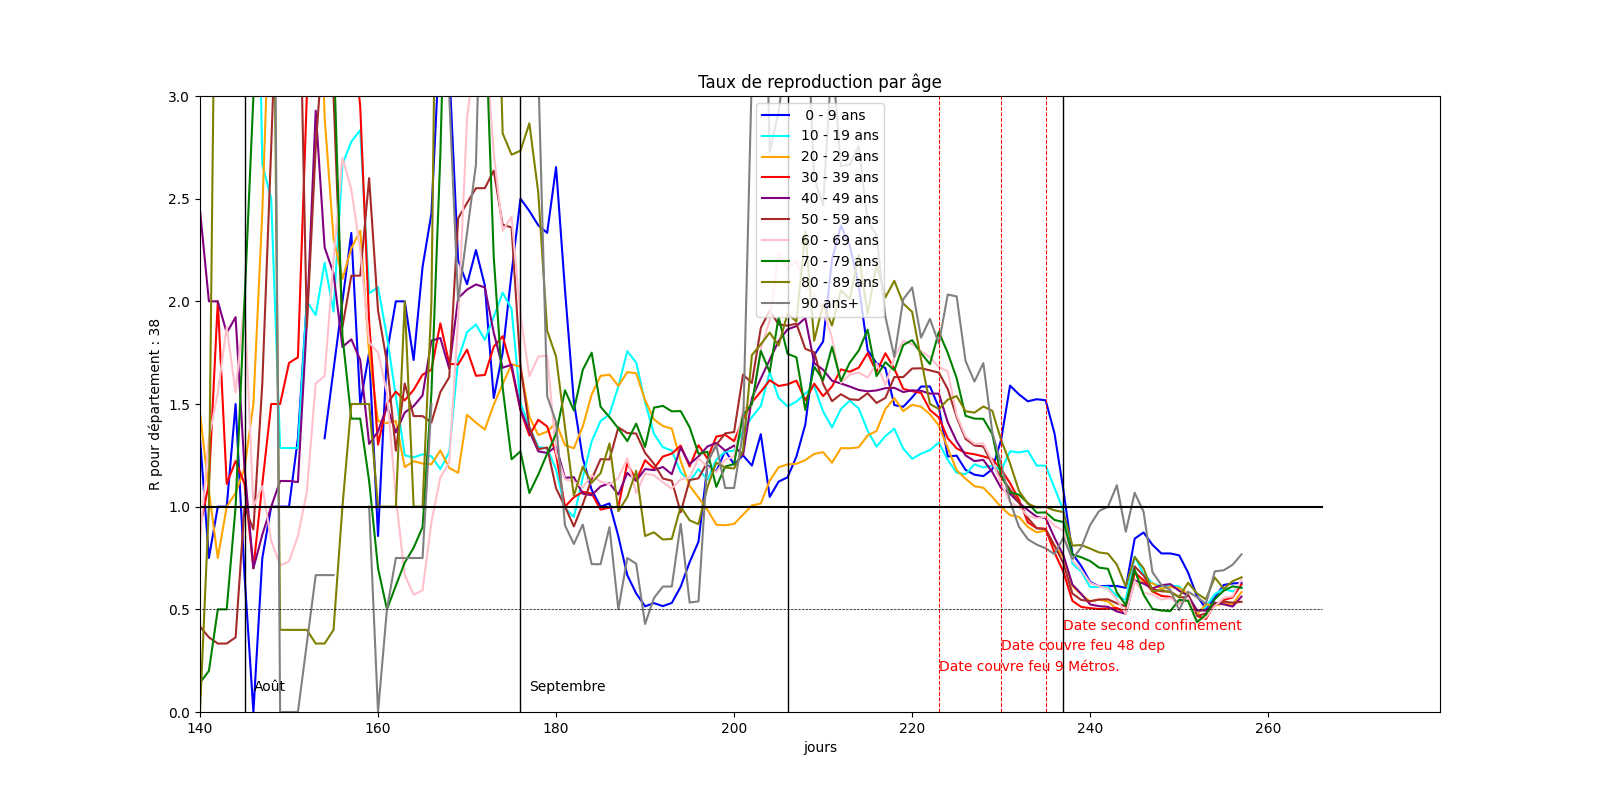 Taux de reproduction par âge
R pour département : 38
3.0
2.5
2.0
1.5
1.0
0.5
0.0
0 - 9 ans
10 - 19 ans
20 - 29 ans
30 - 39 ans
40 - 49 ans
50 - 59 ans
60 - 69 ans
70 - 79 ans
80 - 89 ans
90 ans+
Date second confinement
Date couvre feu 48 dep
Date couvre feu 9 Métros.
Août
Septembre
140
160
180
200
220
240
260
jours